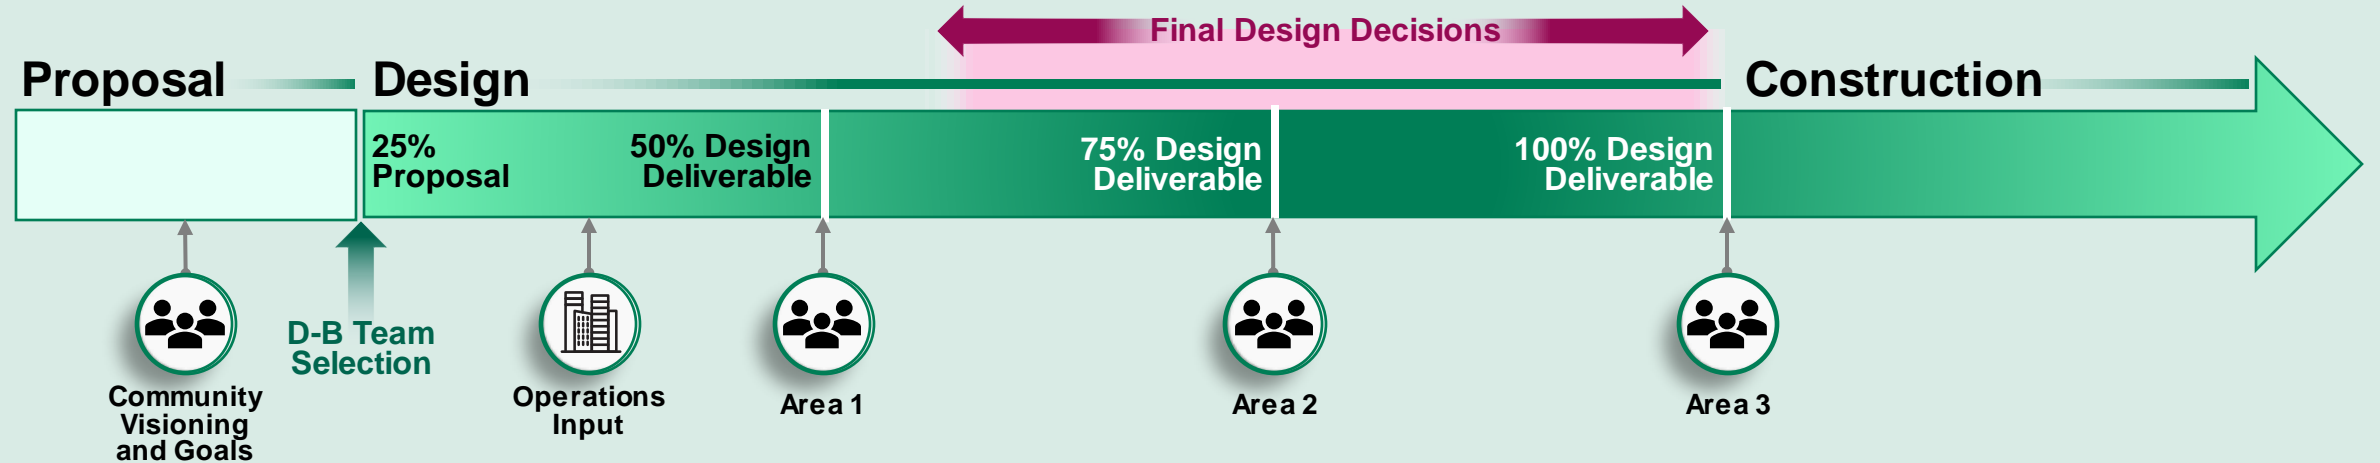 Final Design Decisions
Proposal
Design
Construction
25%
Proposal
50% Design
Deliverable
75% Design
Deliverable
100% Design
Deliverable
D-B Team
Selection
Community
Visioning
and Goals
Operations
Input
Area 1
Area 2
Area 3